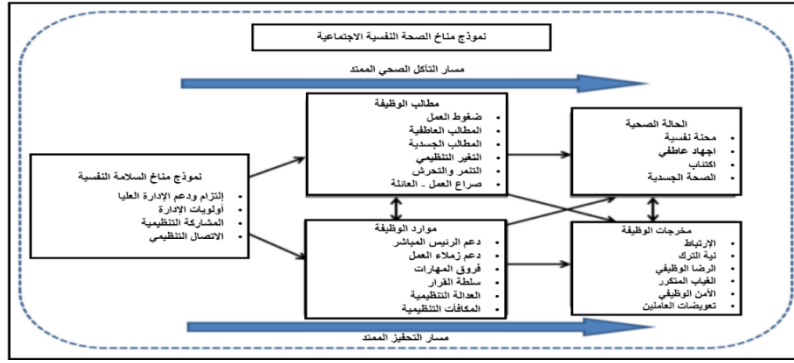 نموذج مناخ الصحة النفسية الاجتماعية
مسار التآكل الصحي الممتد
نموذج مناخ السلامة النفسية
إلتزام ودعم الإدارة العليا
أولويات الإدارة
المشاركة التنظيمية
الاتصال التنظيمي
مطالب الوظيفة
ضغوط العمل
المطالب العاطفية
المطالب الجسدية
التغير التنظيمي
التنمر والتحرش
صراع العمل - العائلة
موارد الوظيفة
دعم الرئيس المباشر
دعم زملاء العمل
فروق المهارات
سلطة القرار
العدالة التنظيمية
المكافآت التنظيمية
الحالة الصحية
محنة نفسية
اجهاد عاطفي
اكتئاب
الصحة الجسدية
مخرجات الوظيفة
الإرتباط
نية الترك
الرضا الوظيفي
الغياب المتكرر
الأمن الوظيفي
تعويضات العاملين
مسار التحفيز الممتد